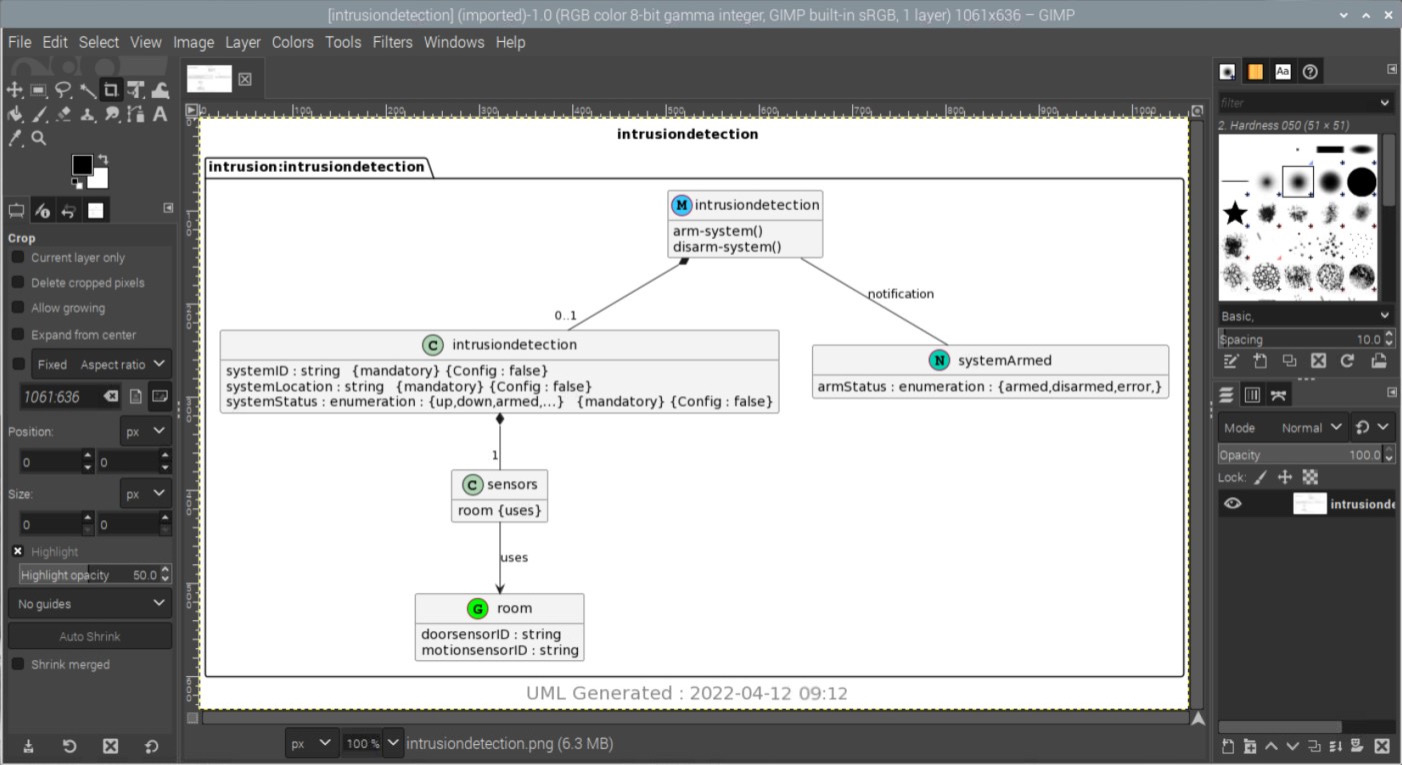 [intrusiondetection] (imported)-1.0 (RGB color 8-bit gamma integer, GIMP built-in sRGB, 1 layer) 1061x636 – GIMP
File Edit Select View Image Layer Colors Tools Filters Windows Help
Crop
Current layer only
Delete cropped pixels
Allow growing
Expand from center
Fixed Aspect ratio
1061:636
Position: px
0 0
Size: px
0 0
Highlight
Highlight opacity 50.0
No guides
Auto Shrink
Shrink merged
0 100 200 300 400 500 600 700 800 900 1000
intrusiondetection
intrusion:intrusiondetection
M intrusiondetection
arm-system()
disarm-system()
0..1
notification
C intrusiondetection
systemID : string {mandatory} {Config : false}
systemLocation : string {mandatory} {Config : false}
systemStatus : enumeration : {up,down,armed,...} {mandatory} {Config : false}
N systemArmed
armStatus : enumeration : {armed,disarmed,error,}
1
C sensors
room {uses}
uses
G room
doorsensorID : string
motionsensorID : string
UML Generated : 2022-04-12 09:12
px 100 % intrusiondetection.png (6.3 MB)
Aa
filter
2. Hardness 050 (51 × 51)
Basic,
Spacing 10.0
Mode Normal
Opacity 100.0
Lock:
intrusionde